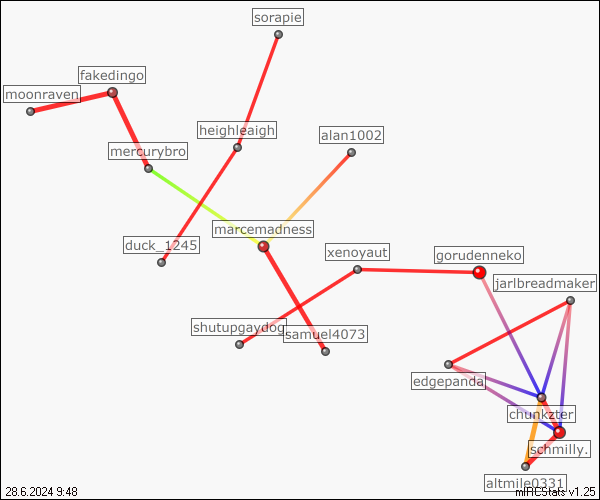 sorapie
fakedingo
moonraven
heighleaigh
alan1002
mercurybro
marcemadness
duck_1245
xenoyaut
gorudenneko
jarlbreadmaker
shutupgaydog
samuel4073
edgepanda
chunkzter
schmilly.
altmile0331
28.6.2024 9:48
mIRCStats v1.25